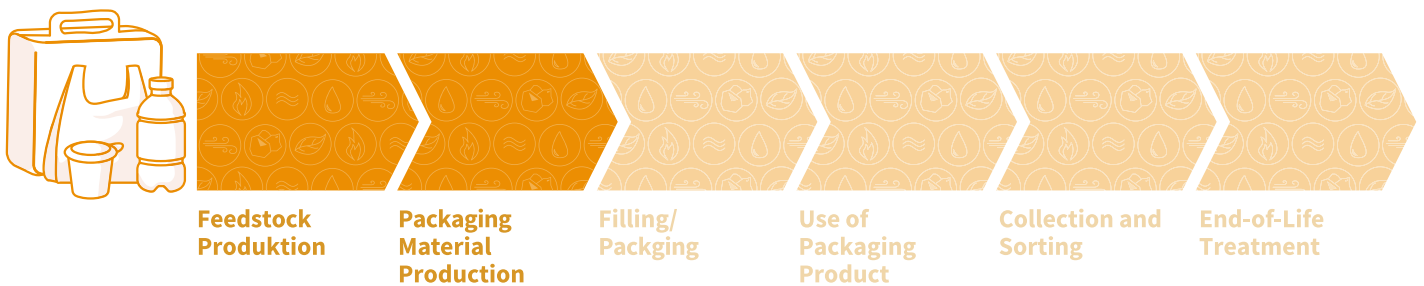 Feedstock
Produktion
Packaging
Material
Production
Filling/
Packging
Use of
Packaging
Product
Collection and
Sorting
End-of-Life
Treatment